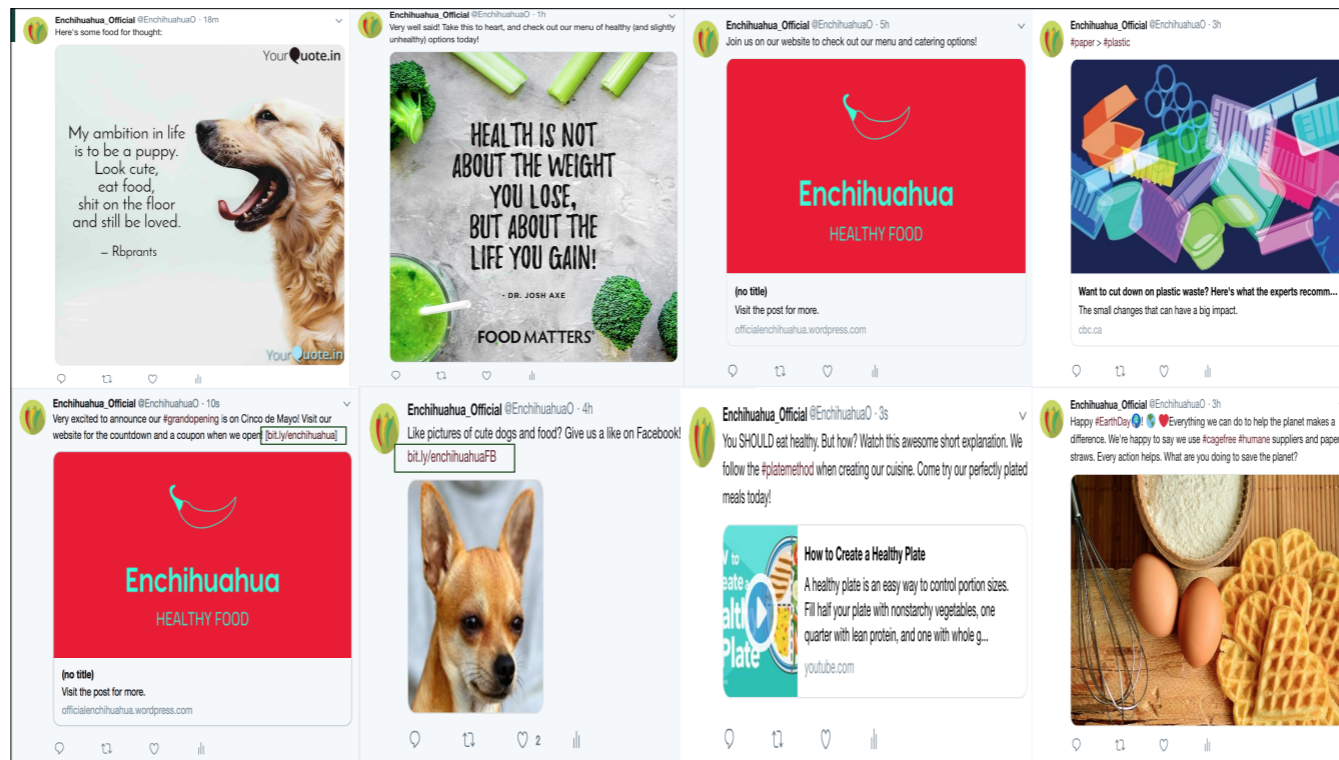 Enchihuahua_Official @EnchihuahuaO · 18m
Here's some food for thought:
YourQuote.in
My ambition in life
is to be a puppy.
Look cute,
eat food,
shit on the floor
and still be loved.
– Rbprants
YourQuote.in
Enchihuahua_Official @EnchihuahuaO · 1h
Very well said! Take this to heart, and check out our menu of healthy (and slightly
unhealthy) options today!
HEALTH IS NOT
ABOUT THE WEIGHT
YOU LOSE,
BUT ABOUT THE
LIFE YOU GAIN!
- DR. JOSH AXE
FOOD MATTERS®
Enchihuahua_Official @EnchihuahuaO · 5h
Join us on our website to check out our menu and catering options!
Enchihuahua
HEALTHY FOOD
(no title)
Visit the post for more.
officialenchihuahua.wordpress.com
Enchihuahua_Official @EnchihuahuaO · 3h
#paper > #plastic
Want to cut down on plastic waste? Here's what the experts recomm...
The small changes that can have a big impact.
cbc.ca
Enchihuahua_Official @EnchihuahuaO · 10s
Very excited to announce our #grandopening is on Cinco de Mayo! Visit our
website for the countdown and a coupon when we open! [bit.ly/enchihuahua]
Enchihuahua
HEALTHY FOOD
(no title)
Visit the post for more.
officialenchihuahua.wordpress.com
Enchihuahua_Official @EnchihuahuaO · 4h
Like pictures of cute dogs and food? Give us a like on Facebook!
bit.ly/enchihuahuaFB
2
Enchihuahua_Official @EnchihuahuaO · 3s
You SHOULD eat healthy. But how? Watch this awesome short explanation. We
follow the #platemethod when creating our cuisine. Come try our perfectly plated
meals today!
How to Create a Healthy Plate
A healthy plate is an easy way to control portion sizes.
Fill half your plate with nonstarchy vegetables, one
quarter with lean protein, and one with whole g...
youtube.com
Enchihuahua_Official @EnchihuahuaO · 3h
Happy #EarthDay🌏! 🌎 ❤️Everything we can do to help the planet makes a
difference. We're happy to say we use #cagefree #humane suppliers and paper
straws. Every action helps. What are you doing to save the planet?